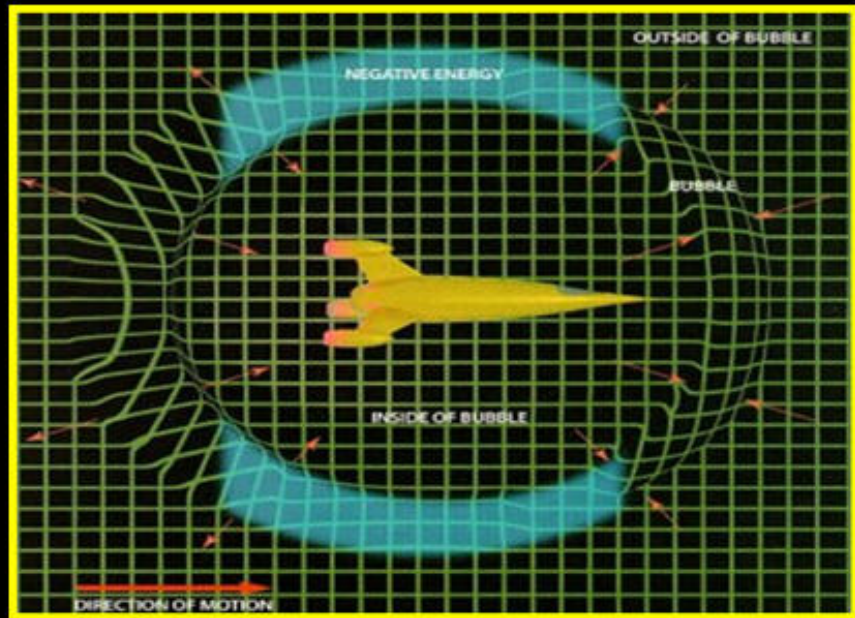 OUTSIDE OF BUBBLE
NEGATIVE ENERGY
BUBBLE
INSIDE OF BUBBLE
DIRECTION OF MOTION